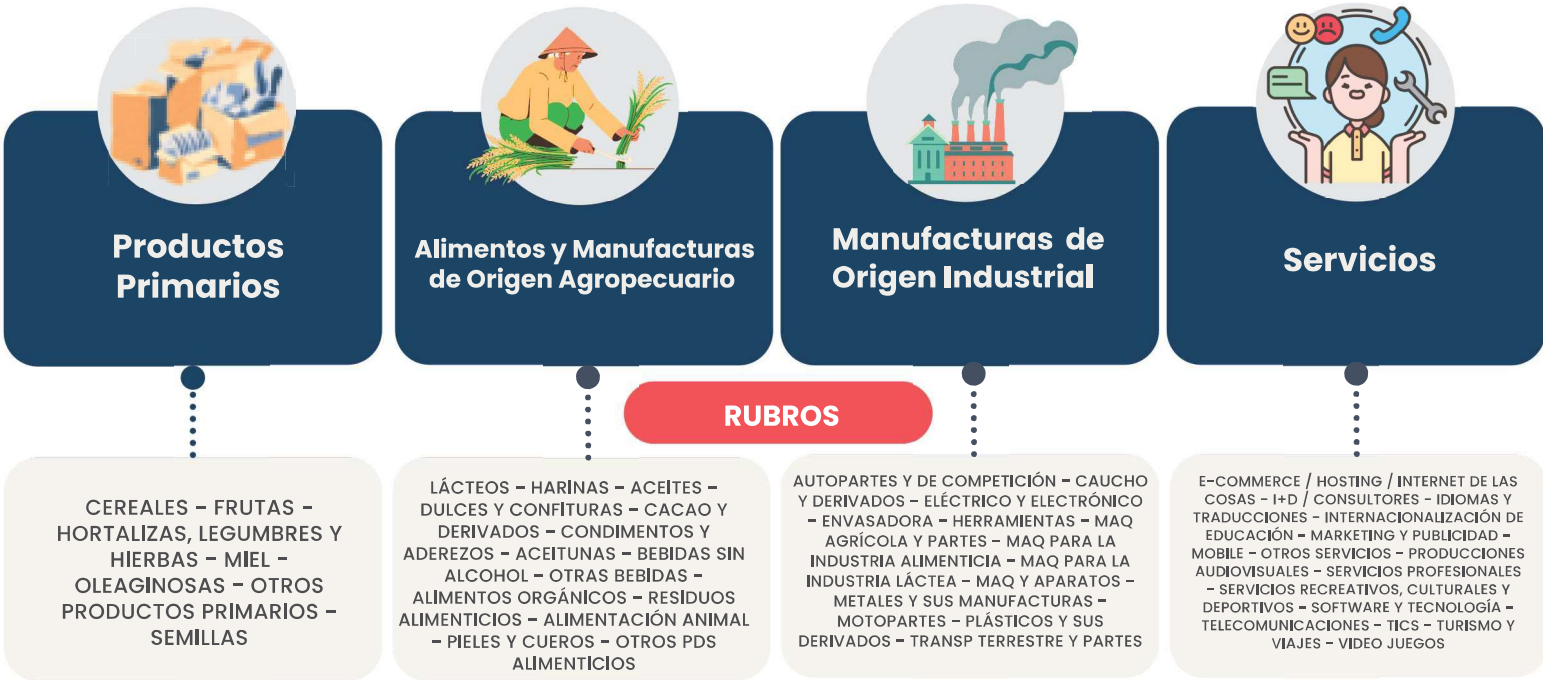 Productos
Primarios
Alimentos y Manufacturas
de Origen Agropecuario
Manufacturas de
Origen Industrial
Servicios
RUBROS
CEREALES – FRUTAS –
HORTALIZAS, LEGUMBRES Y
HIERBAS – MIEL –
OLEAGINOSAS – OTROS
PRODUCTOS PRIMARIOS –
SEMILLAS
LÁCTEOS – HARINAS – ACEITES –
DULCES Y CONFITURAS – CACAO Y
DERIVADOS – CONDIMENTOS Y
ADEREZOS – ACEITUNAS – BEBIDAS SIN
ALCOHOL – OTRAS BEBIDAS –
ALIMENTOS ORGÁNICOS – RESIDUOS
ALIMENTICIOS – ALIMENTACIÓN ANIMAL
– PIELES Y CUEROS – OTROS PDS
ALIMENTICIOS
AUTOPARTES Y DE COMPETICIÓN – CAUCHO
Y DERIVADOS – ELÉCTRICO Y ELECTRÓNICO
– ENVASADORA – HERRAMIENTAS – MAQ
AGRÍCOLA Y PARTES – MAQ PARA LA
INDUSTRIA ALIMENTICIA – MAQ PARA LA
INDUSTRIA LÁCTEA – MAQ Y APARATOS –
METALES Y SUS MANUFACTURAS –
MOTOPARTES – PLÁSTICOS Y SUS
DERIVADOS – TRANSP TERRESTRE Y PARTES
E-COMMERCE / HOSTING / INTERNET DE LAS
COSAS – I+D / CONSULTORES – IDIOMAS Y
TRADUCCIONES – INTERNACIONALIZACIÓN DE
EDUCACIÓN – MARKETING Y PUBLICIDAD –
MOBILE – OTROS SERVICIOS – PRODUCCIONES
AUDIOVISUALES – SERVICIOS PROFESIONALES
– SERVICIOS RECREATIVOS, CULTURALES Y
DEPORTIVOS – SOFTWARE Y TECNOLOGÍA –
TELECOMUNICACIONES – TICS – TURISMO Y
VIAJES – VIDEO JUEGOS